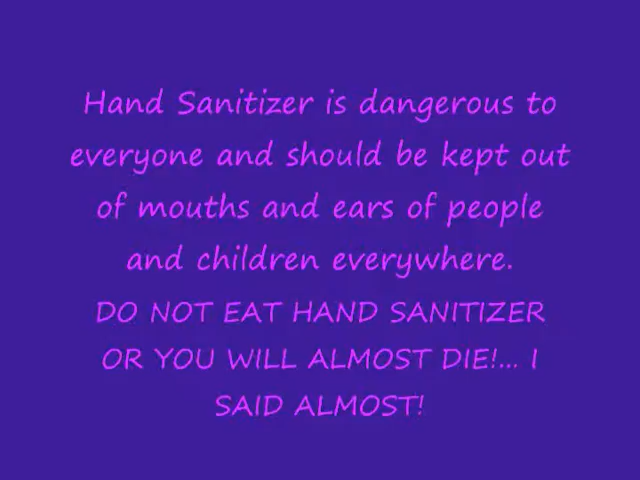 Hand Sanitizer is dangerous to
everyone and should be kept out
of mouths and ears of people
and children everywhere.
DO NOT EAT HAND SANITIZER
OR YOU WILL ALMOST DIE!... I
SAID ALMOST!